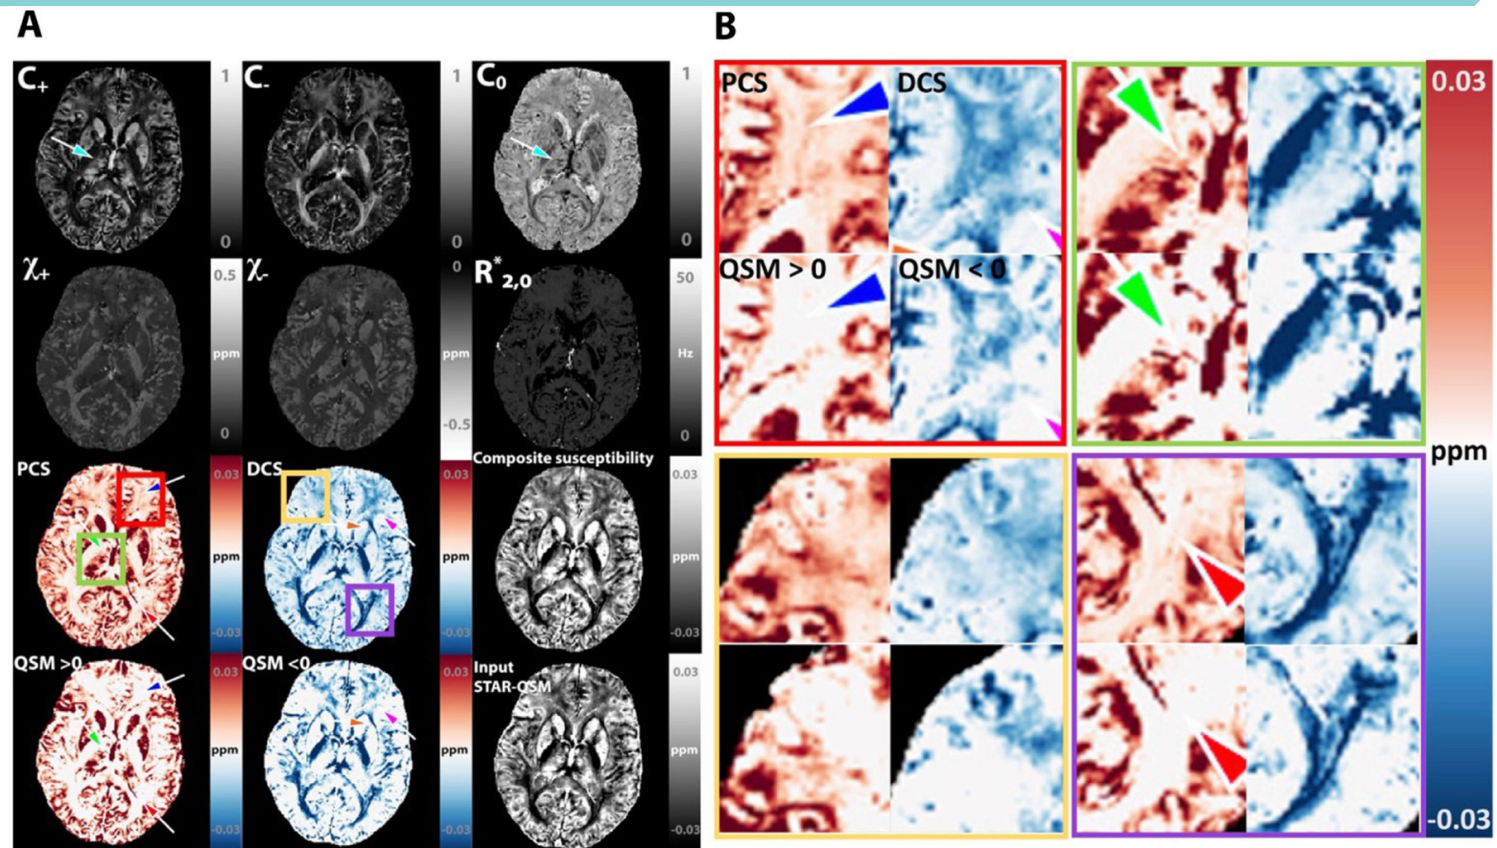 A
B
C+
1
0
C-
1
0
C0
1
0
χ+
0.5
ppm
0
χ-
0
ppm
-0.5
R*2,0
50
Hz
0
PCS
0.03
ppm
-0.03
DCS
0.03
ppm
-0.03
Composite susceptibility
0.03
ppm
-0.03
QSM >0
0.03
ppm
-0.03
QSM <0
0.03
ppm
-0.03
Input
STAR-QSM
0.03
ppm
-0.03
PCS
DCS
QSM > 0
QSM < 0
0.03
ppm
-0.03